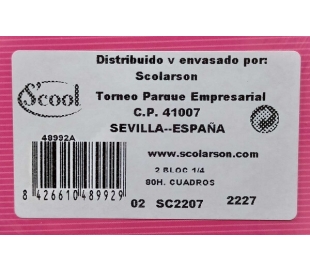 Distribuido y envasado por:
Scolarson
S'cool
Torneo Parque Empresarial
C.P. 41007
SEVILLA--ESPAÑA
48992A
www.scolarson.com
2 BLOC 1/4
80H. CUADROS
8 426610 489929
02 SC2207 2227